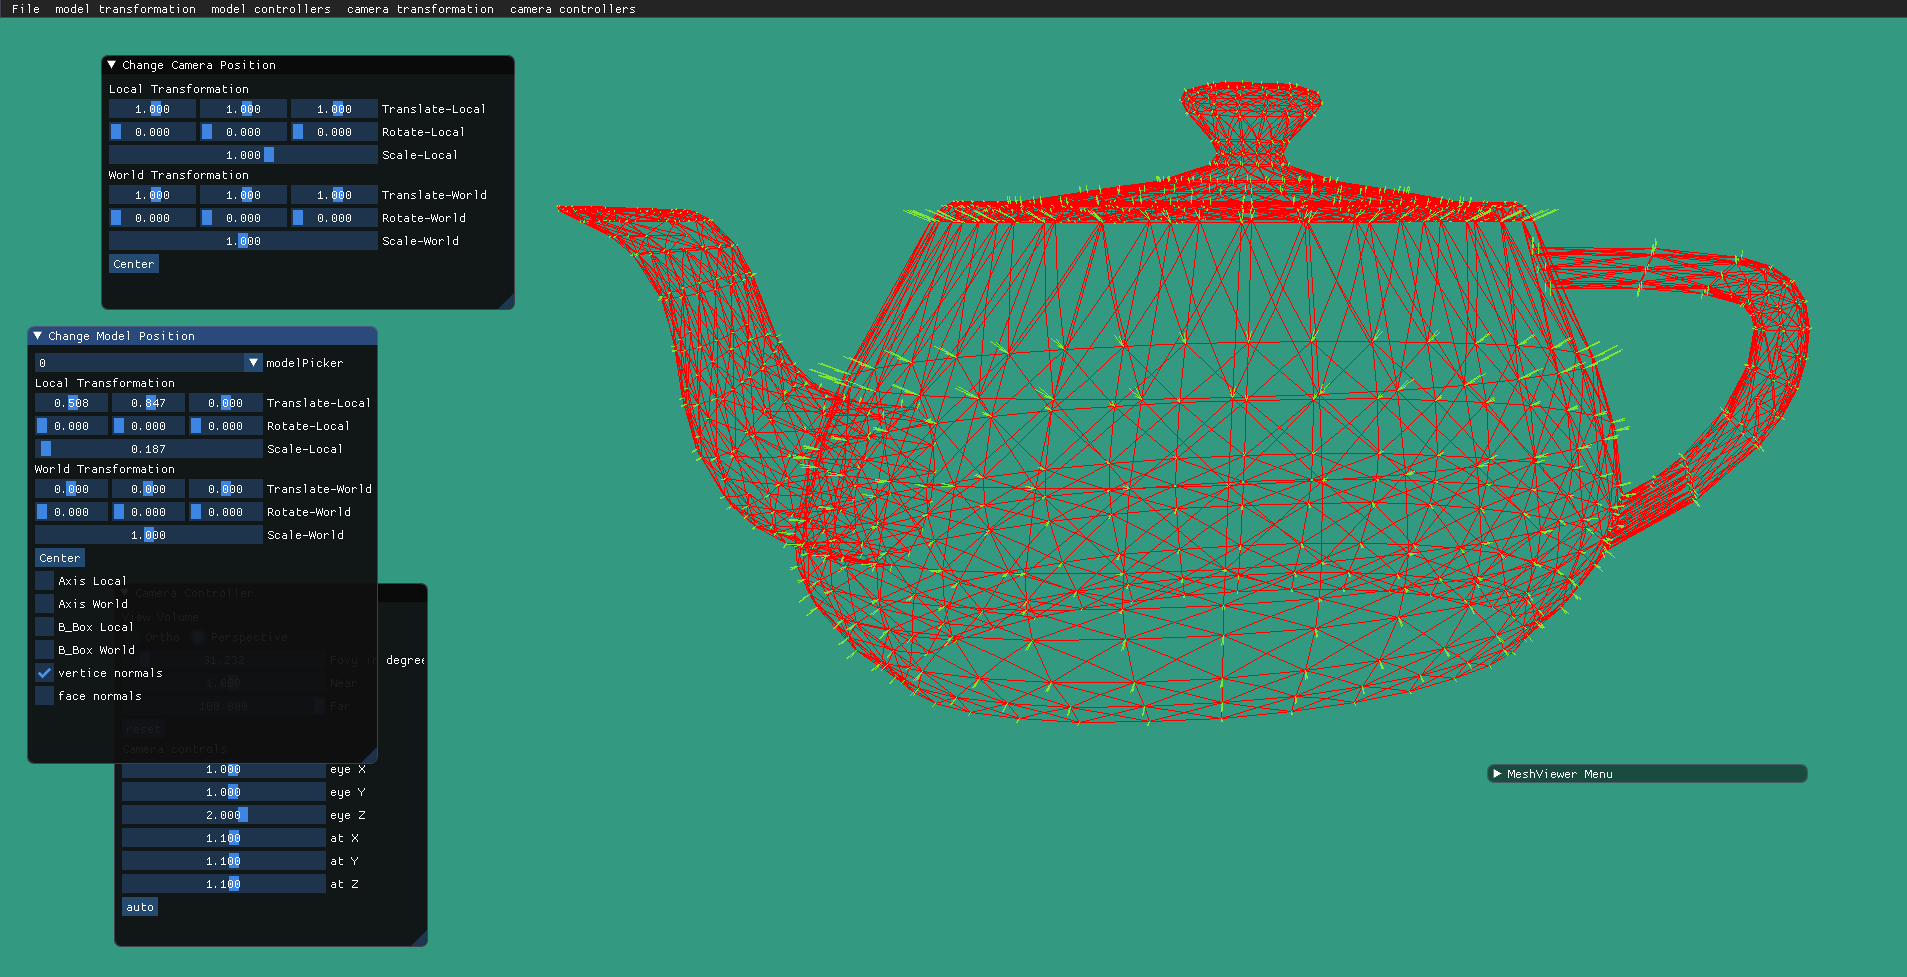 File model transformation model controllers camera transformation camera controllers
Change Camera Position
Local Transformation
1.000 1.000 1.000 Translate-Local
0.000 0.000 0.000 Rotate-Local
1.000 Scale-Local
World Transformation
1.000 1.000 1.000 Translate-World
0.000 0.000 0.000 Rotate-World
1.000 Scale-World
Center
Change Model Position
0 modelPicker
Local Transformation
0.508 0.847 0.000 Translate-Local
0.000 0.000 0.000 Rotate-Local
0.187 Scale-Local
World Transformation
0.000 0.000 0.000 Translate-World
0.000 0.000 0.000 Rotate-World
1.000 Scale-World
Center
Axis Local
Axis World
B_Box Local
B_Box World
vertice normals
face normals
Camera Controller
View Volume
Ortho Perspective
31.232 Fovy in degree
1.000 Near
100.000 Far
reset
Camera controls
1.000 eye X
1.000 eye Y
2.000 eye Z
1.100 at X
1.100 at Y
1.100 at Z
auto
MeshViewer Menu